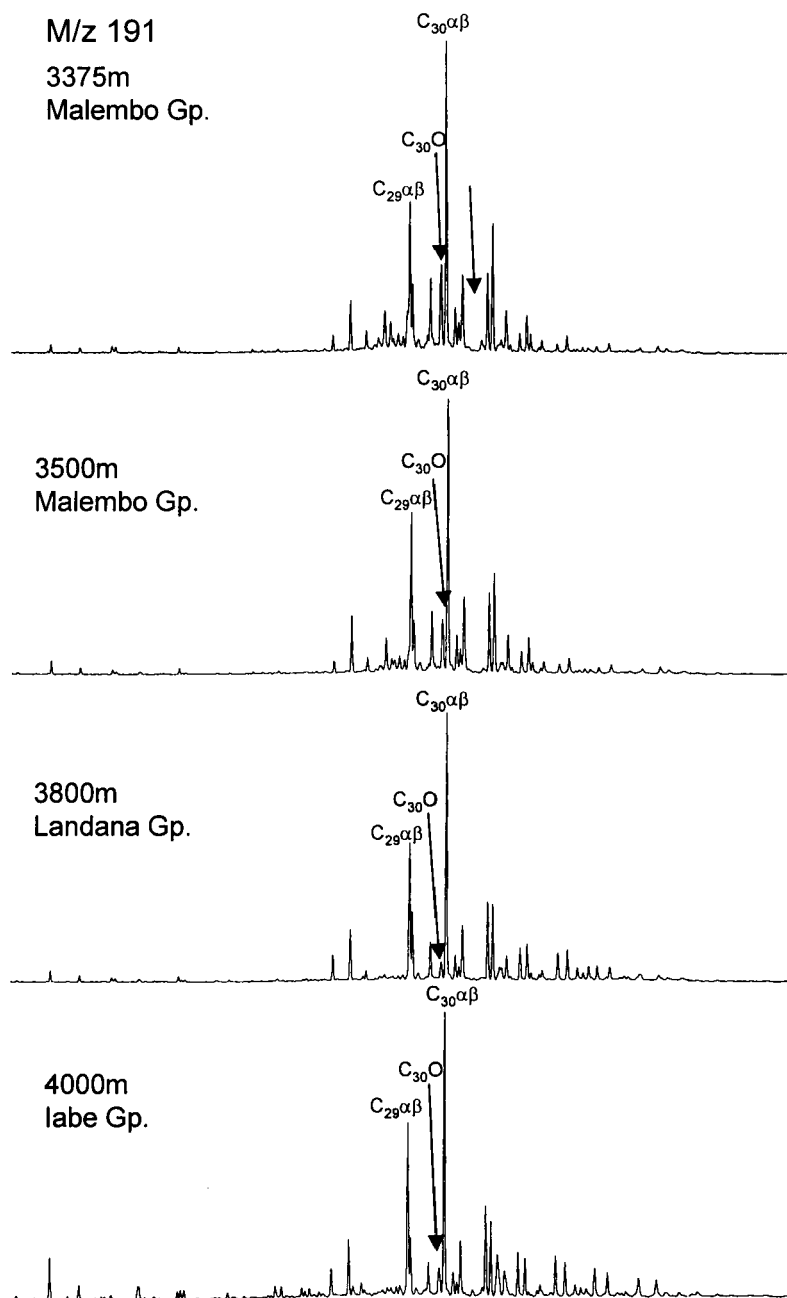 M/z 191
3375m
Malembo Gp.
C₃₀αβ
C₃₀O
C₂₉αβ
3500m
Malembo Gp.
C₃₀αβ
C₃₀O
C₂₉αβ
3800m
Landana Gp.
C₃₀αβ
C₃₀O
C₂₉αβ
4000m
Iabe Gp.
C₃₀αβ
C₃₀O
C₂₉αβ